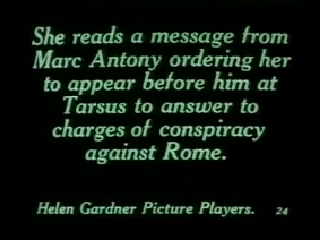 She reads a message from
Marc Antony ordering her
to appear before him at
Tarsus to answer to
charges of conspiracy
against Rome.
Helen Gardner Picture Players. 24